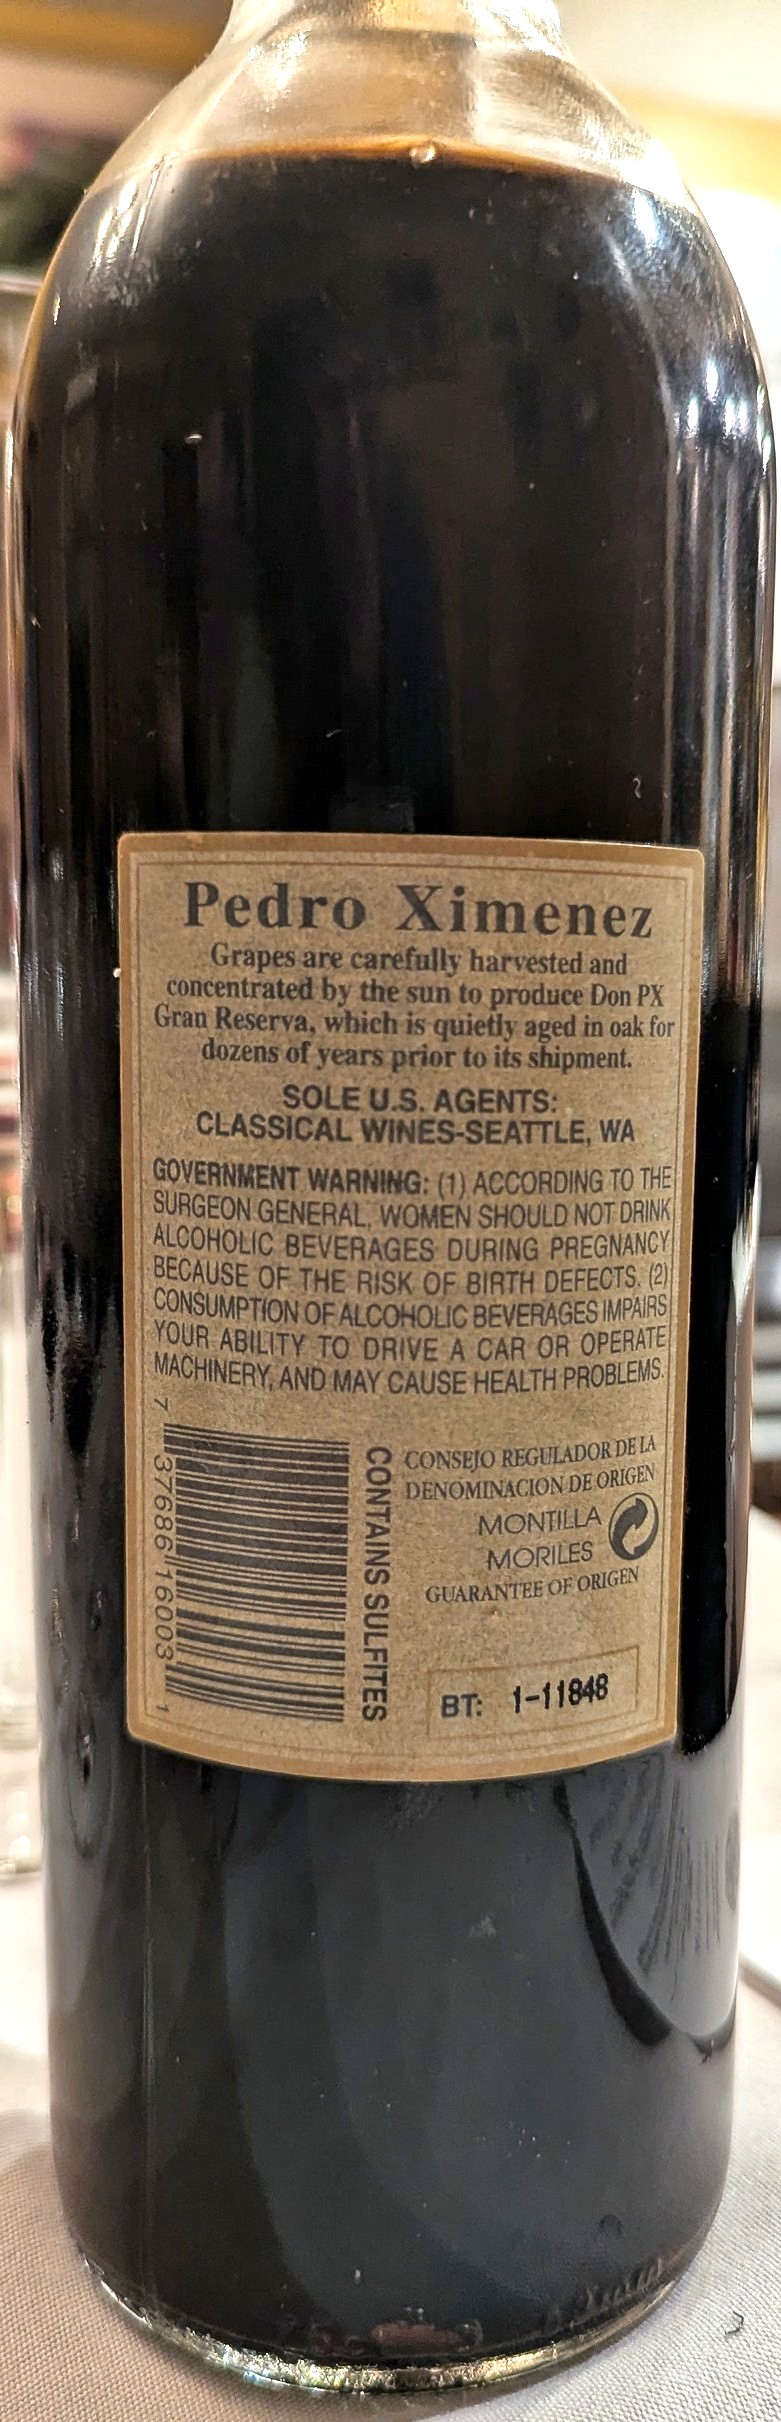 Pedro Ximenez
Grapes are carefully harvested and
concentrated by the sun to produce Don PX
Gran Reserva, which is quietly aged in oak for
dozens of years prior to its shipment.
SOLE U.S. AGENTS:
CLASSICAL WINES-SEATTLE, WA
GOVERNMENT WARNING: (1) ACCORDING TO THE
SURGEON GENERAL, WOMEN SHOULD NOT DRINK
ALCOHOLIC BEVERAGES DURING PREGNANCY
BECAUSE OF THE RISK OF BIRTH DEFECTS. (2)
CONSUMPTION OF ALCOHOLIC BEVERAGES IMPAIRS
YOUR ABILITY TO DRIVE A CAR OR OPERATE
MACHINERY, AND MAY CAUSE HEALTH PROBLEMS.
7 37686 16003 1
CONTAINS SULFITES
CONSEJO REGULADOR DE LA
DENOMINACION DE ORIGEN
MONTILLA
MORILES
GUARANTEE OF ORIGEN
BT: 1-11848